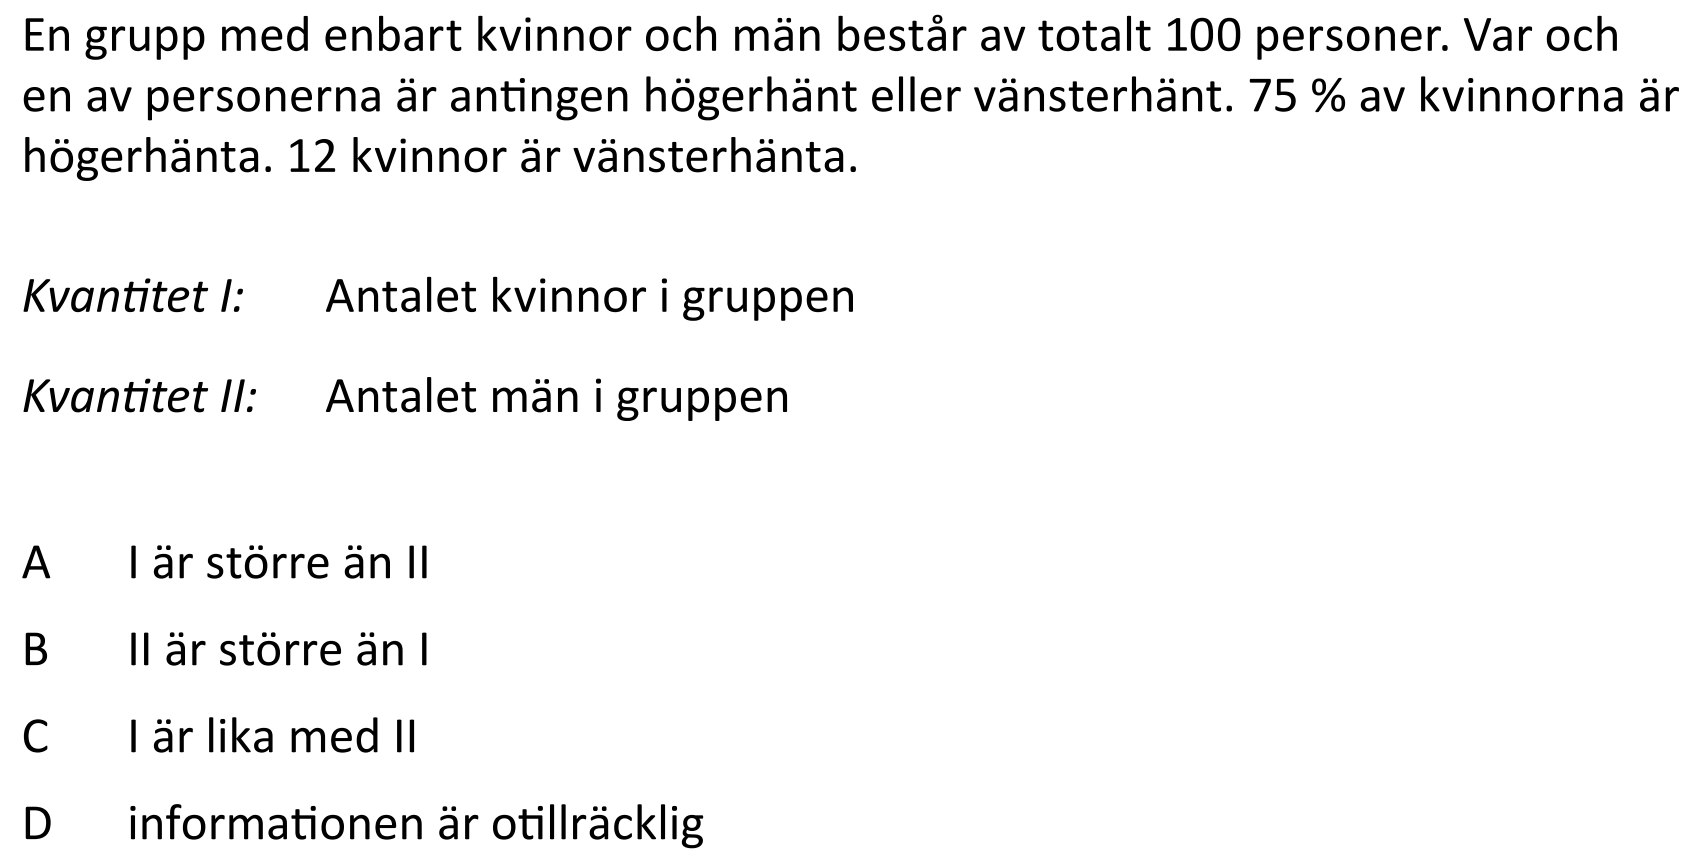 En grupp med enbart kvinnor och män består av totalt 100 personer. Var och
en av personerna är antingen högerhänt eller vänsterhänt. 75 % av kvinnorna är
högerhänta. 12 kvinnor är vänsterhänta.
Kvantitet I: Antalet kvinnor i gruppen
Kvantitet II: Antalet män i gruppen
A I är större än II
B II är större än I
C I är lika med II
D informationen är otillräcklig